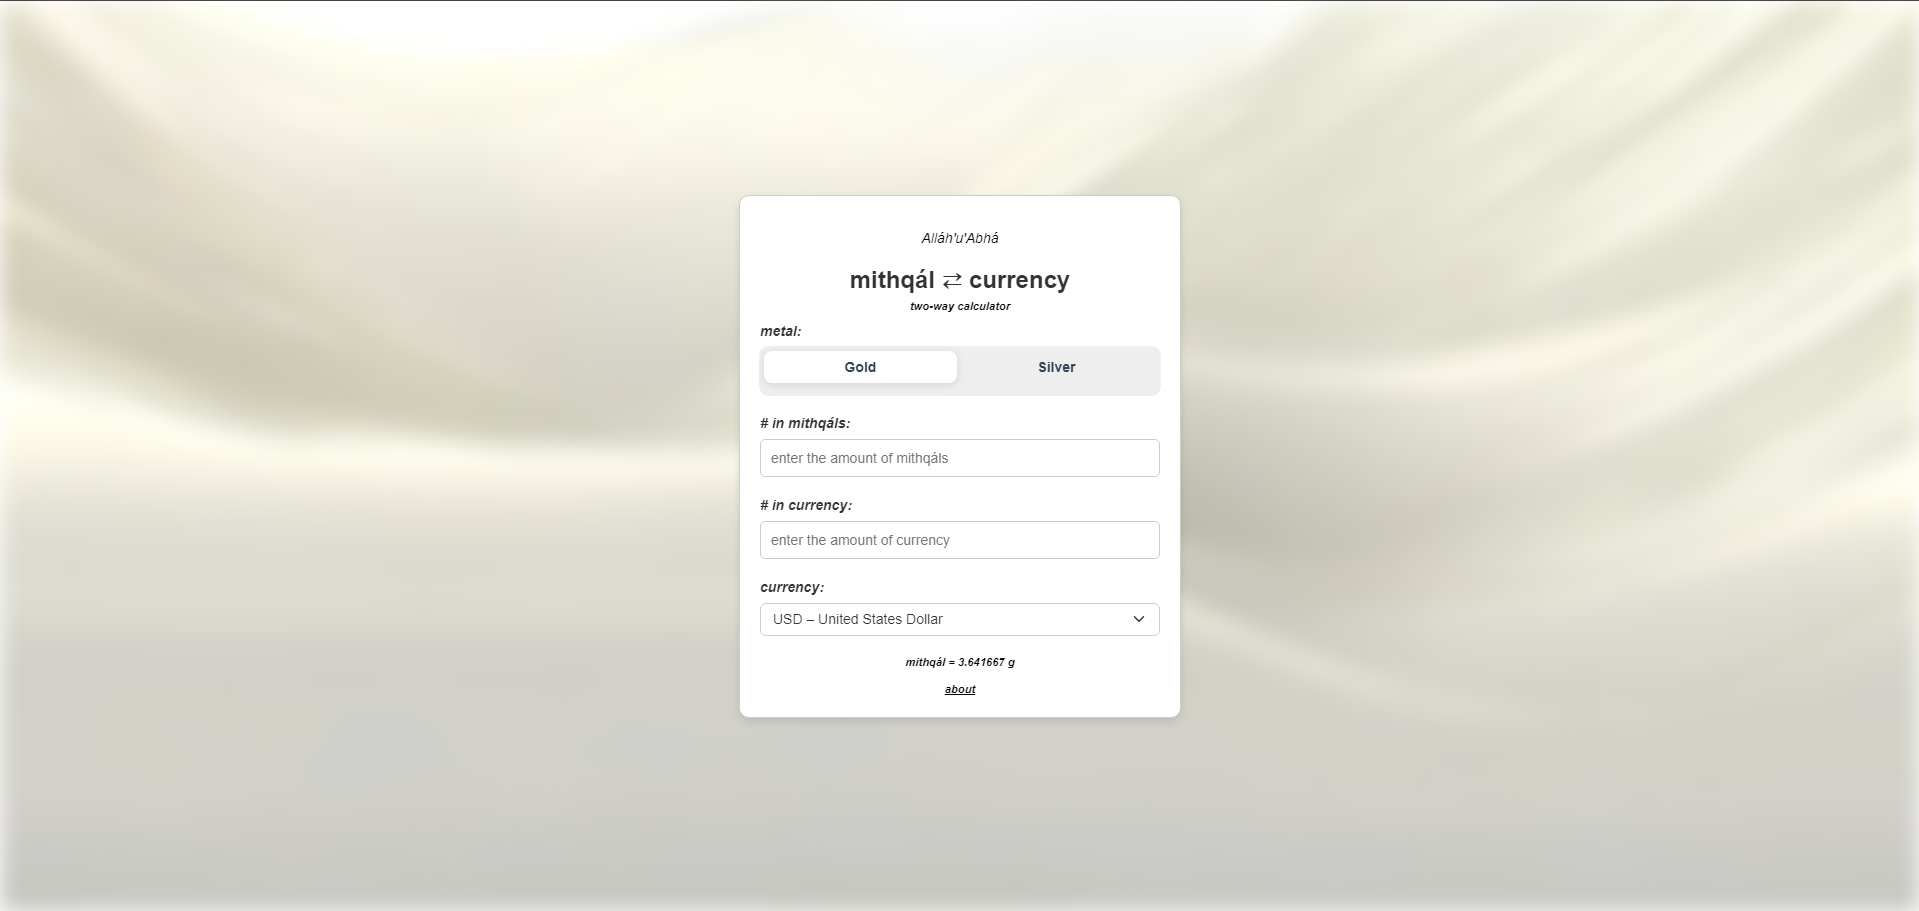 Alláh'u'Abhá
mithqál ⇄ currency
two-way calculator
metal:
Gold Silver
# in mithqáls:
enter the amount of mithqáls
# in currency:
enter the amount of currency
currency:
USD – United States Dollar
mithqál = 3.641667 g
about